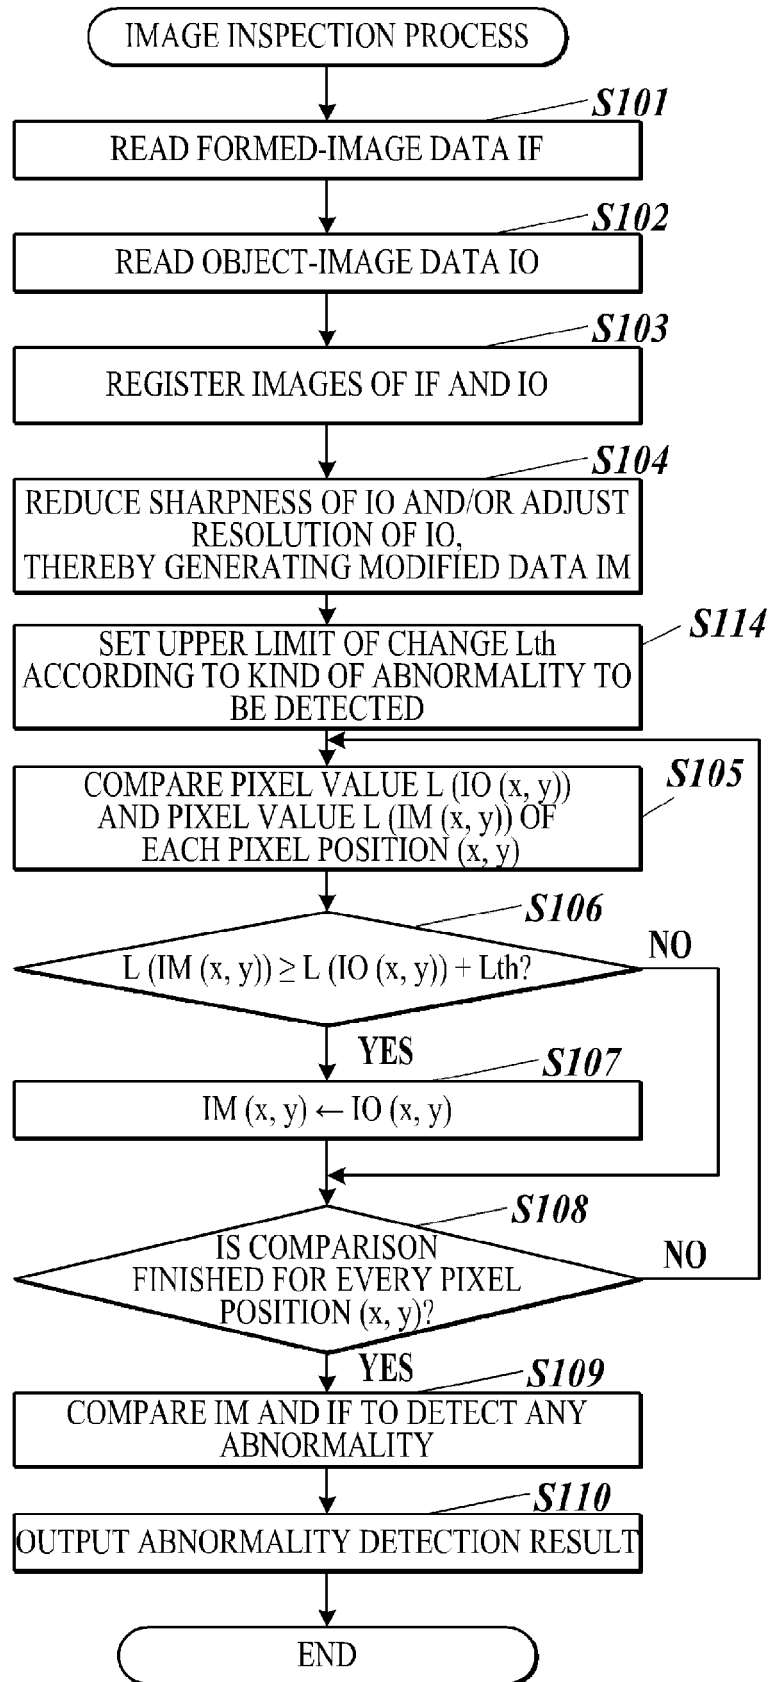 IMAGE INSPECTION PROCESS
S101
READ FORMED-IMAGE DATA IF
S102
READ OBJECT-IMAGE DATA IO
S103
REGISTER IMAGES OF IF AND IO
S104
REDUCE SHARPNESS OF IO AND/OR ADJUST
RESOLUTION OF IO,
THEREBY GENERATING MODIFIED DATA IM
S114
SET UPPER LIMIT OF CHANGE Lth
ACCORDING TO KIND OF ABNORMALITY TO
BE DETECTED
S105
COMPARE PIXEL VALUE L (IO (x, y))
AND PIXEL VALUE L (IM (x, y)) OF
EACH PIXEL POSITION (x, y)
S106
L (IM (x, y)) ≥ L (IO (x, y)) + Lth?
NO
YES
S107
IM (x, y) ← IO (x, y)
S108
IS COMPARISON
FINISHED FOR EVERY PIXEL
POSITION (x, y)?
NO
YES
S109
COMPARE IM AND IF TO DETECT ANY
ABNORMALITY
S110
OUTPUT ABNORMALITY DETECTION RESULT
END